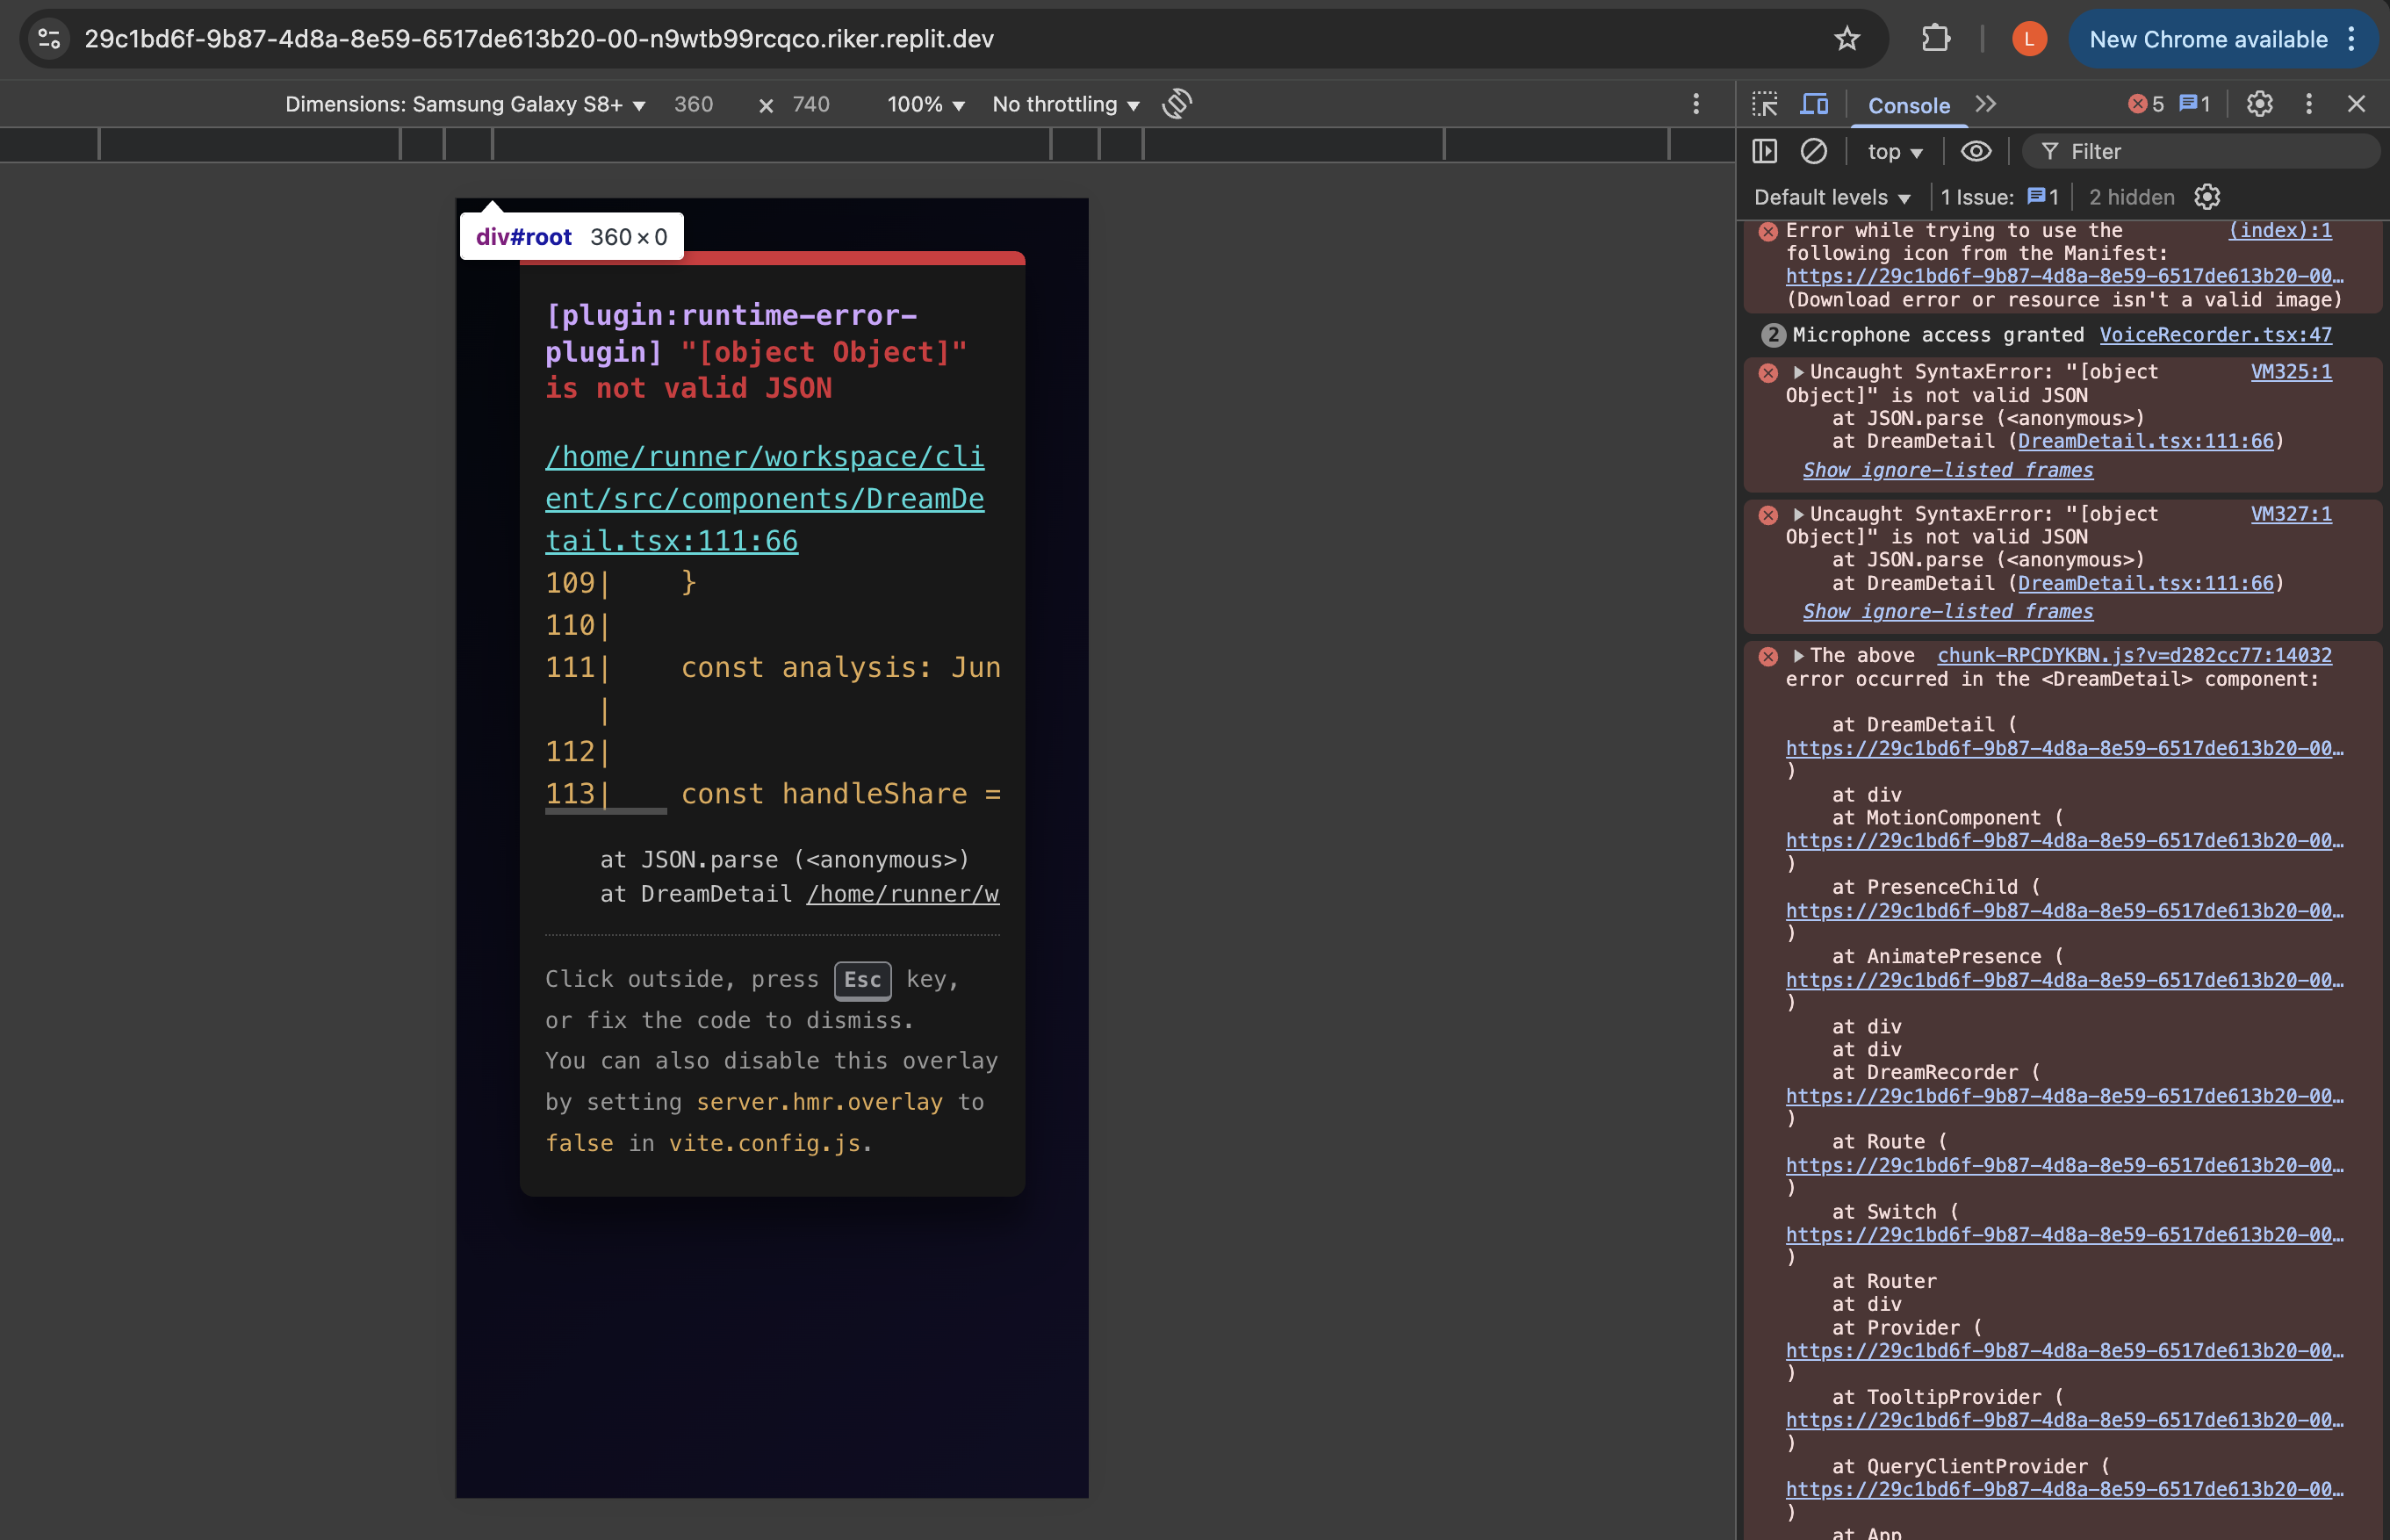 29c1bd6f-9b87-4d8a-8e59-6517de613b20-00-n9wtb99rcqco.riker.replit.dev
L
New Chrome available
Dimensions: Samsung Galaxy S8+ 360 × 740 100% No throttling
div#root 360×0
[plugin:runtime-error-
plugin] "[object Object]"
is not valid JSON
/home/runner/workspace/cli
ent/src/components/DreamDe
tail.tsx:111:66
109| }
110|
111| const analysis: Jun
|
112|
113| const handleShare =
at JSON.parse (<anonymous>)
at DreamDetail /home/runner/w
Click outside, press Esc key,
or fix the code to dismiss.
You can also disable this overlay
by setting server.hmr.overlay to
false in vite.config.js.
Console 5 1
top Filter
Default levels 1 Issue: 1 2 hidden
Error while trying to use the (index):1
following icon from the Manifest:
https://29c1bd6f-9b87-4d8a-8e59-6517de613b20-00…
(Download error or resource isn't a valid image)
2 Microphone access granted VoiceRecorder.tsx:47
Uncaught SyntaxError: "[object VM325:1
Object]" is not valid JSON
at JSON.parse (<anonymous>)
at DreamDetail (DreamDetail.tsx:111:66)
Show ignore-listed frames
Uncaught SyntaxError: "[object VM327:1
Object]" is not valid JSON
at JSON.parse (<anonymous>)
at DreamDetail (DreamDetail.tsx:111:66)
Show ignore-listed frames
The above chunk-RPCDYKBN.js?v=d282cc77:14032
error occurred in the <DreamDetail> component:
at DreamDetail (
https://29c1bd6f-9b87-4d8a-8e59-6517de613b20-00…
)
at div
at MotionComponent (
https://29c1bd6f-9b87-4d8a-8e59-6517de613b20-00…
)
at PresenceChild (
https://29c1bd6f-9b87-4d8a-8e59-6517de613b20-00…
)
at AnimatePresence (
https://29c1bd6f-9b87-4d8a-8e59-6517de613b20-00…
)
at div
at div
at DreamRecorder (
https://29c1bd6f-9b87-4d8a-8e59-6517de613b20-00…
)
at Route (
https://29c1bd6f-9b87-4d8a-8e59-6517de613b20-00…
)
at Switch (
https://29c1bd6f-9b87-4d8a-8e59-6517de613b20-00…
)
at Router
at div
at Provider (
https://29c1bd6f-9b87-4d8a-8e59-6517de613b20-00…
)
at TooltipProvider (
https://29c1bd6f-9b87-4d8a-8e59-6517de613b20-00…
)
at QueryClientProvider (
https://29c1bd6f-9b87-4d8a-8e59-6517de613b20-00…
)
at App